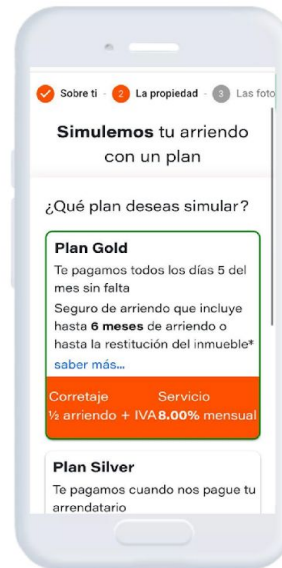 Sobre ti - 2 La propiedad - 3 Las foto
Simulemos tu arriendo
con un plan
¿Qué plan deseas simular?
Plan Gold
Te pagamos todos los días 5 del
mes sin falta
Seguro de arriendo que incluye
hasta 6 meses de arriendo o
hasta la restitución del inmueble*
saber más...
Corretaje Servicio
½ arriendo + IVA 8.00% mensual
Plan Silver
Te pagamos cuando nos pague tu
arrendatario